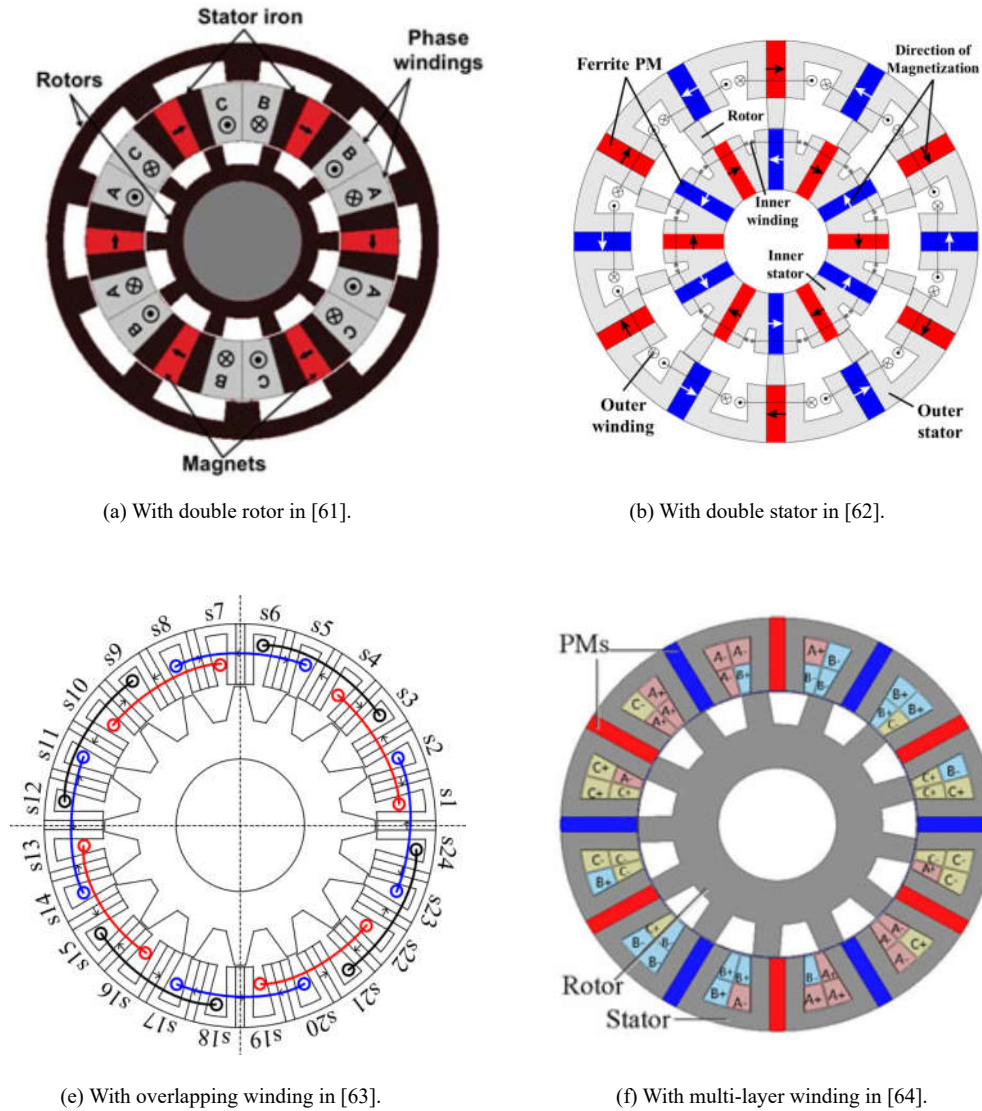 Stator iron
Phase
windings
Rotors
C B
C B
A A
A A
B C
B C
Magnets
(a) With double rotor in [61].
Ferrite PM
Direction of
Magnetization
Rotor
Inner
winding
Inner
stator
Outer
winding
Outer
stator
(b) With double stator in [62].
s7 s6
s8 s5
s9 s4
s10 s3
s11 s2
s12 s1
s13 s24
s14 s23
s15 s22
s16 s21
s17 s20
s18 s19
(e) With overlapping winding in [63].
PMs
A- A- A+ B-
A- B+ B- B-
C- A+ B+ B+
A+ A+ B+ C-
C+ A- C+ B-
C+ C+ C+ C+
C- C- C- C-
B+ C- A+ C-
B- B- A- C+
B- A- A-
B+ B+ B-
B+ A- A+ A+
Rotor
Stator
(f) With multi-layer winding in [64].